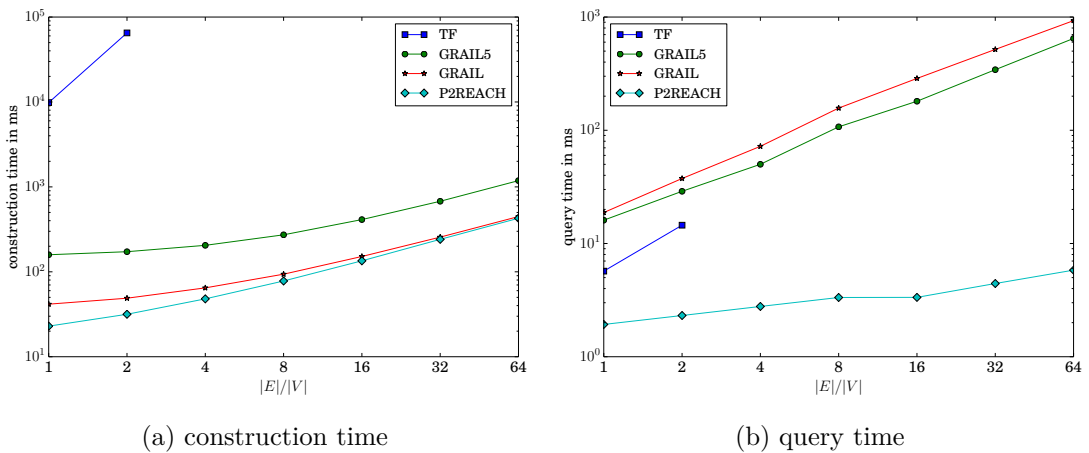 10^5
10^4
10^3
10^2
10^1
construction time in ms
TF
GRAIL5
GRAIL
P2REACH
1 2 4 8 16 32 64
|E|/|V|
(a) construction time
10^3
10^2
10^1
10^0
query time in ms
TF
GRAIL5
GRAIL
P2REACH
1 2 4 8 16 32 64
|E|/|V|
(b) query time